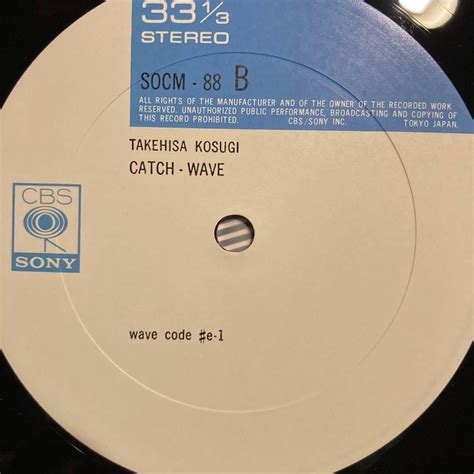 33 1/3
STEREO
SOCM - 88 B
ALL RIGHTS OF THE MANUFACTURER AND OF THE OWNER OF THE RECORDED WORK
RESERVED. UNAUTHORIZED PUBLIC PERFORMANCE, BROADCASTING AND COPYING OF
THIS RECORD PROHIBITED. CBS/SONY INC. TOKYO JAPAN.
TAKEHISA KOSUGI
CATCH - WAVE
CBS
SONY
wave code #e-1